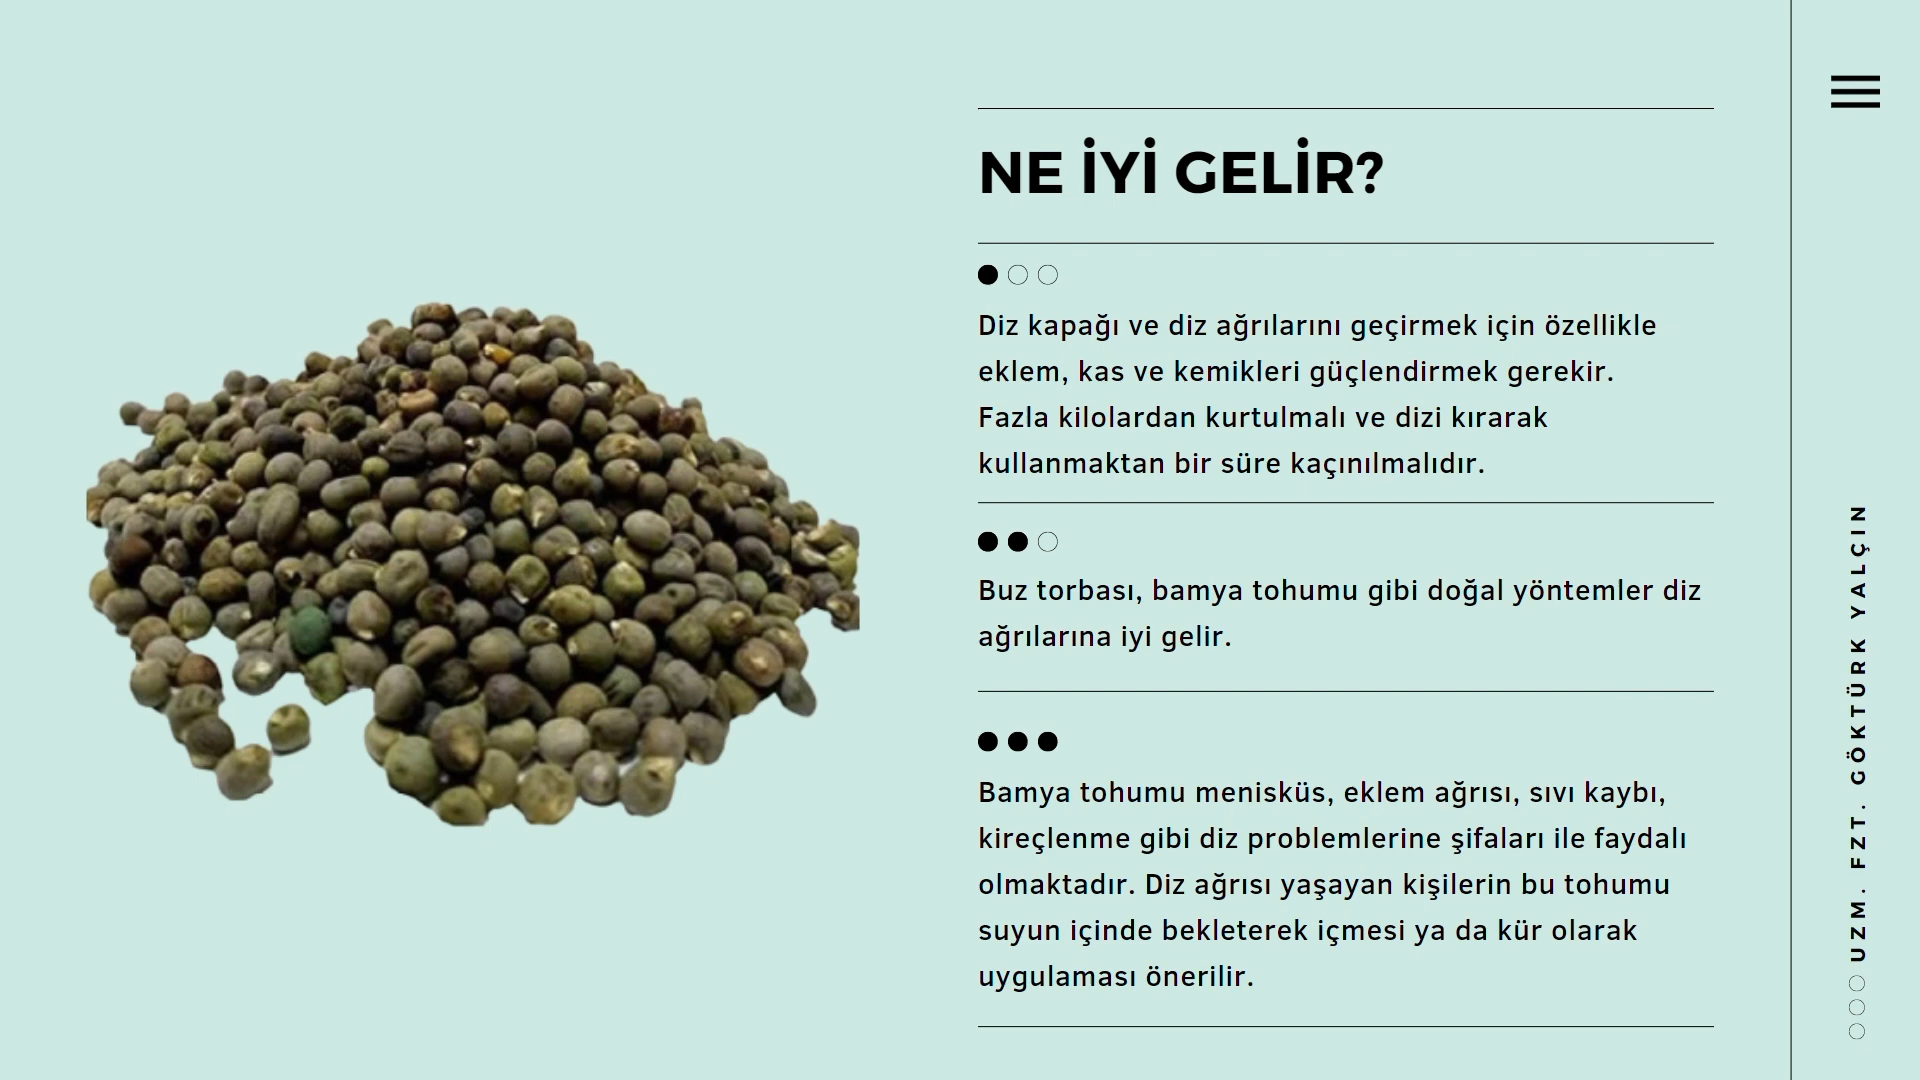 NE İYİ GELİR?
Diz kapağı ve diz ağrılarını geçirmek için özellikle
eklem, kas ve kemikleri güçlendirmek gerekir.
Fazla kilolardan kurtulmalı ve dizi kırarak
kullanmaktan bir süre kaçınılmalıdır.
Buz torbası, bamya tohumu gibi doğal yöntemler diz
ağrılarına iyi gelir.
Bamya tohumu menisküs, eklem ağrısı, sıvı kaybı,
kireçlenme gibi diz problemlerine şifaları ile faydalı
olmaktadır. Diz ağrısı yaşayan kişilerin bu tohumu
suyun içinde bekleterek içmesi ya da kür olarak
uygulaması önerilir.
UZM. FZT. GÖKTÜRK YALÇIN